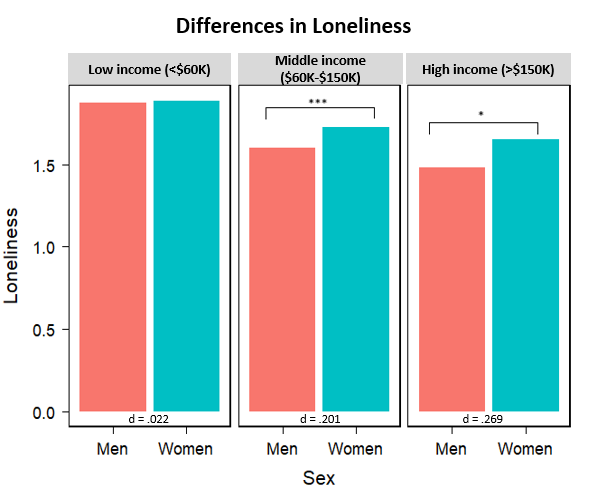 Differences in Loneliness
Low income (<$60K)
Middle income
($60K-$150K)
High income (>$150K)
***
*
Loneliness
1.5
1.0
0.5
0.0
d = .022
d = .201
d = .269
Men
Women
Men
Women
Men
Women
Sex